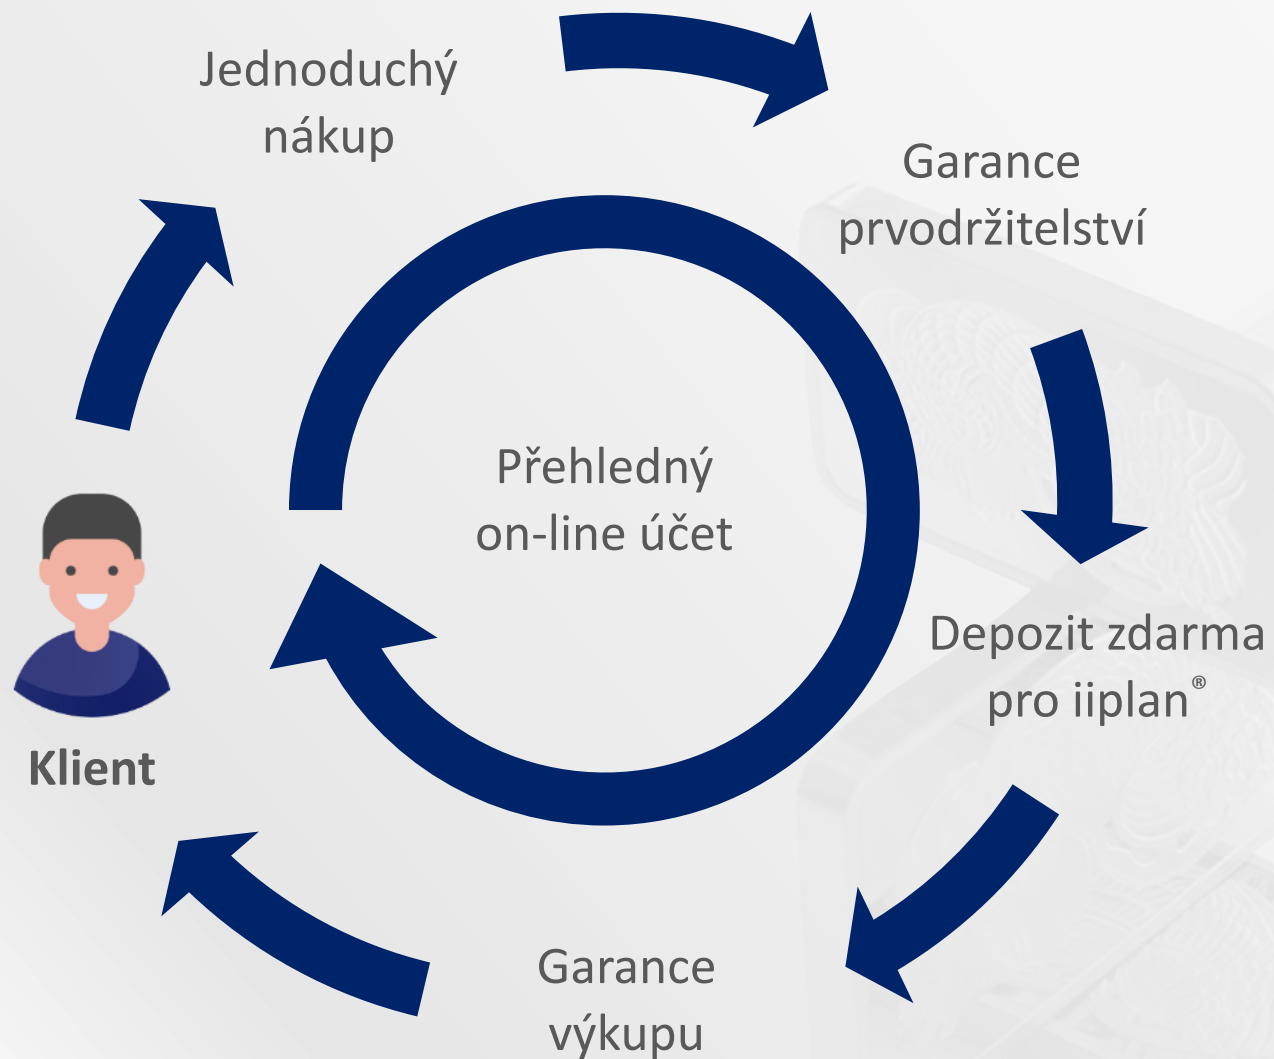 Jednoduchý
nákup
Garance
prvodržitelství
Přehledný
on-line účet
Depozit zdarma
pro iiplan®
Klient
Garance
výkupu